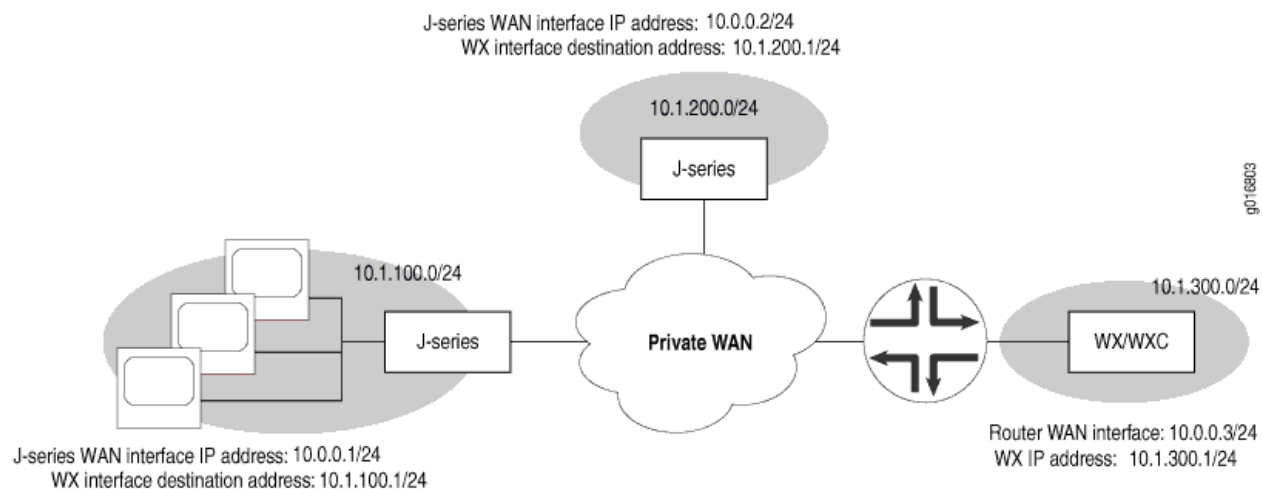 J-series WAN interface IP address: 10.0.0.2/24
WX interface destination address: 10.1.200.1/24
10.1.200.0/24
J-series
g016803
10.1.100.0/24
10.1.300.0/24
J-series
Private WAN
WX/WXC
Router WAN interface: 10.0.0.3/24
WX IP address: 10.1.300.1/24
J-series WAN interface IP address: 10.0.0.1/24
WX interface destination address: 10.1.100.1/24